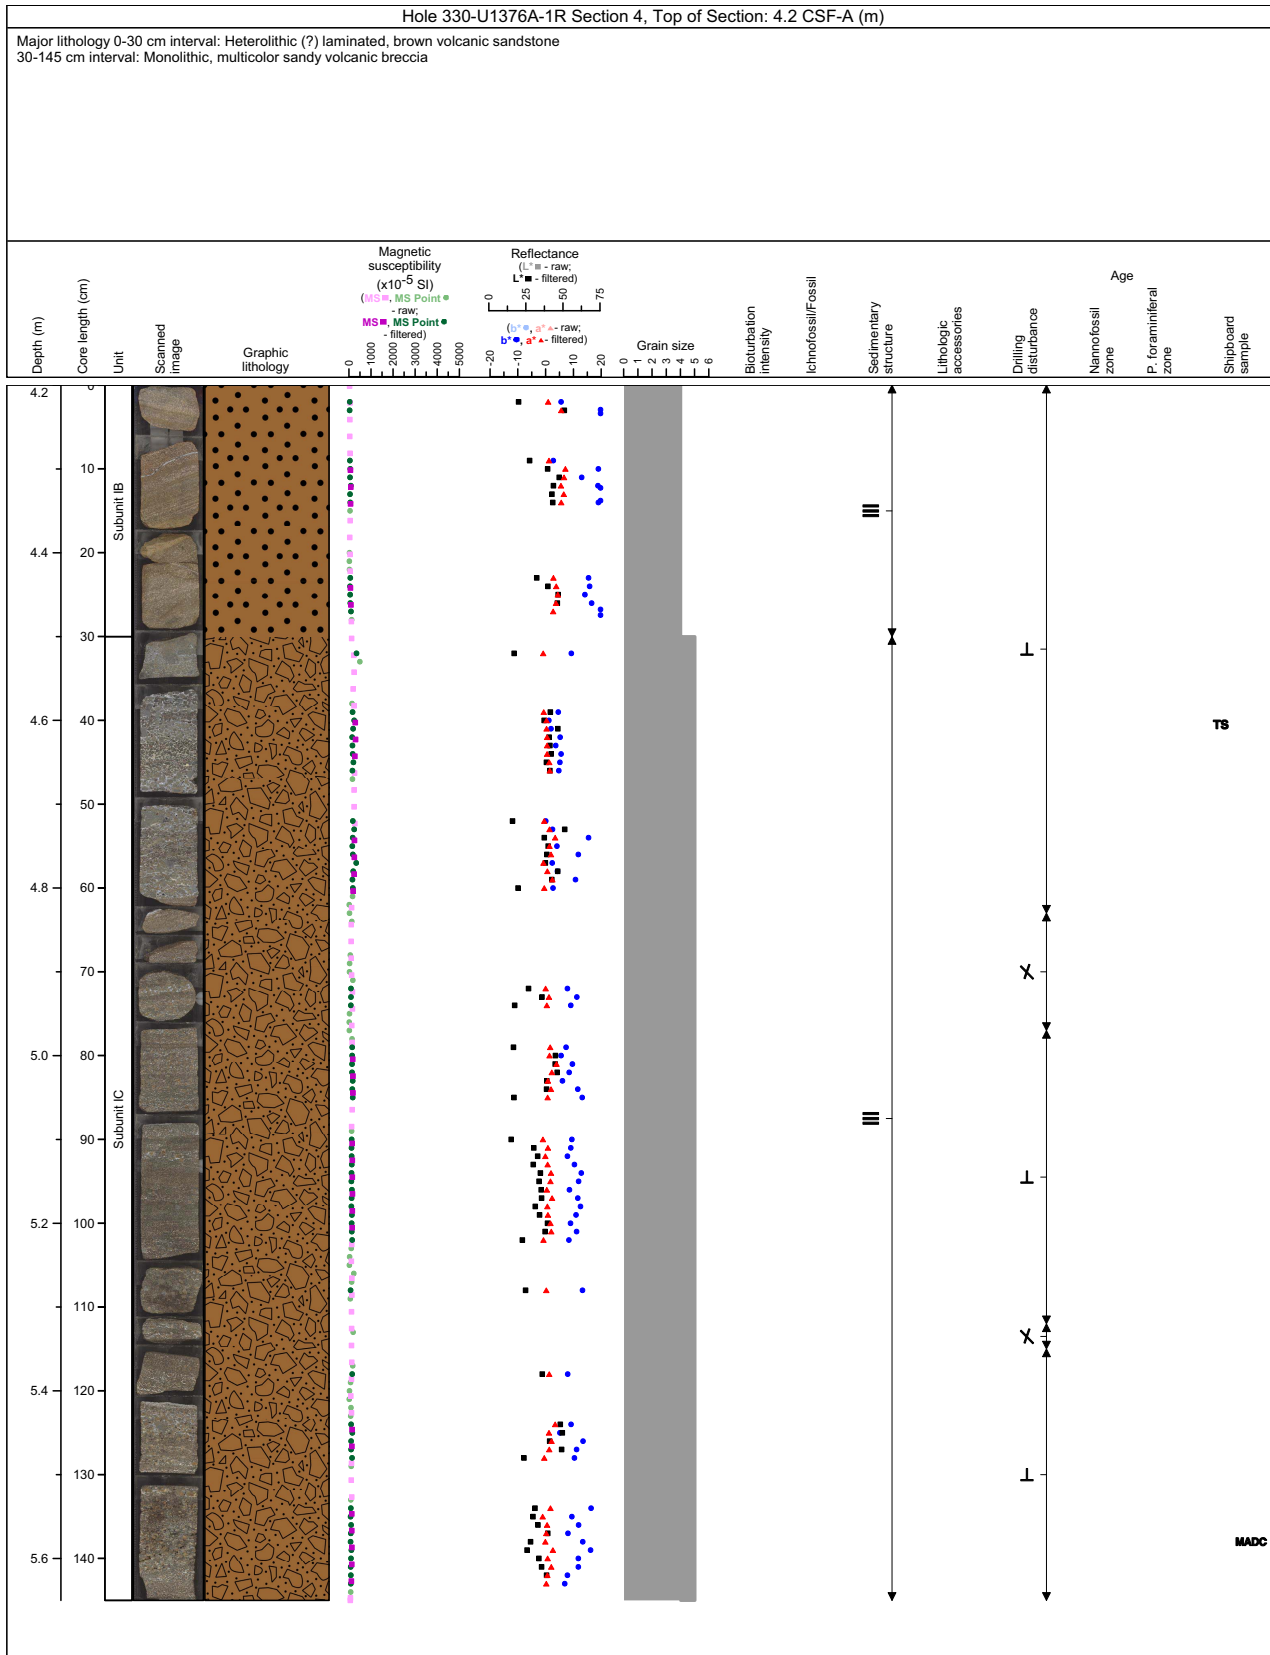 Hole 330-U1376A-1R Section 4, Top of Section: 4.2 CSF-A (m)
Major lithology 0-30 cm interval: Heterolithic (?) laminated, brown volcanic sandstone
30-145 cm interval: Monolithic, multicolor sandy volcanic breccia
Depth (m)
Core length (cm)
Unit
Scanned
image
Graphic
lithology
Magnetic
susceptibility
(x10-5 SI)
(MS, MS Point
- raw;
MS, MS Point
- filtered)
0 1000 2000 3000 4000 5000
Reflectance
(L* - raw;
L* - filtered)
0 25 50 75
(b*, a* - raw;
b*, a* - filtered)
-20 -10 0 10 20
Grain size
0 1 2 3 4 5 6
Bioturbation
intensity
Ichnofossil/Fossil
Sedimentary
structure
Lithologic
accessories
Drilling
disturbance
Age
Nannofossil
zone
P. foraminiferal
zone
Shipboard
sample
4.2
0
10
Subunit IB
4.4
20
30
4.6
40
TS
50
4.8
60
70
5.0
80
Subunit IC
90
5.2
100
110
5.4
120
130
5.6
140
MADC